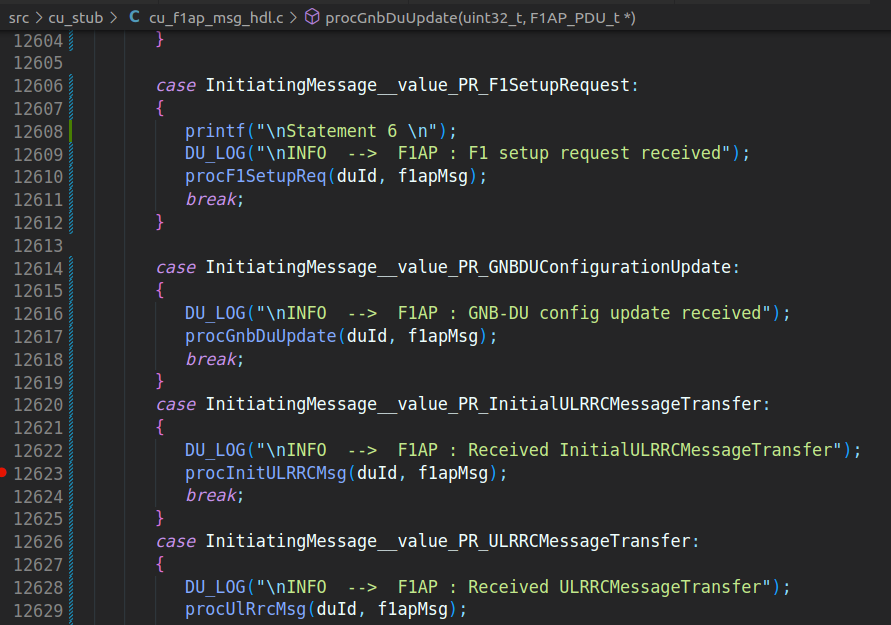 src > cu_stub > C cu_f1ap_msg_hdl.c > procGnbDuUpdate(uint32_t, F1AP_PDU_t *)
12604 }
12605
12606 case InitiatingMessage__value_PR_F1SetupRequest:
12607 {
12608 printf("\nStatement 6 \n");
12609 DU_LOG("\nINFO  -->  F1AP : F1 setup request received");
12610 procF1SetupReq(duId, f1apMsg);
12611 break;
12612 }
12613
12614 case InitiatingMessage__value_PR_GNBDUConfigurationUpdate:
12615 {
12616 DU_LOG("\nINFO  -->  F1AP : GNB-DU config update received");
12617 procGnbDuUpdate(duId, f1apMsg);
12618 break;
12619 }
12620 case InitiatingMessage__value_PR_InitialULRRCMessageTransfer:
12621 {
12622 DU_LOG("\nINFO  -->  F1AP : Received InitialULRRCMessageTransfer");
12623 procInitULRRCMsg(duId, f1apMsg);
12624 break;
12625 }
12626 case InitiatingMessage__value_PR_ULRRCMessageTransfer:
12627 {
12628 DU_LOG("\nINFO  -->  F1AP : Received ULRRCMessageTransfer");
12629 procUlRrcMsg(duId, f1apMsg);